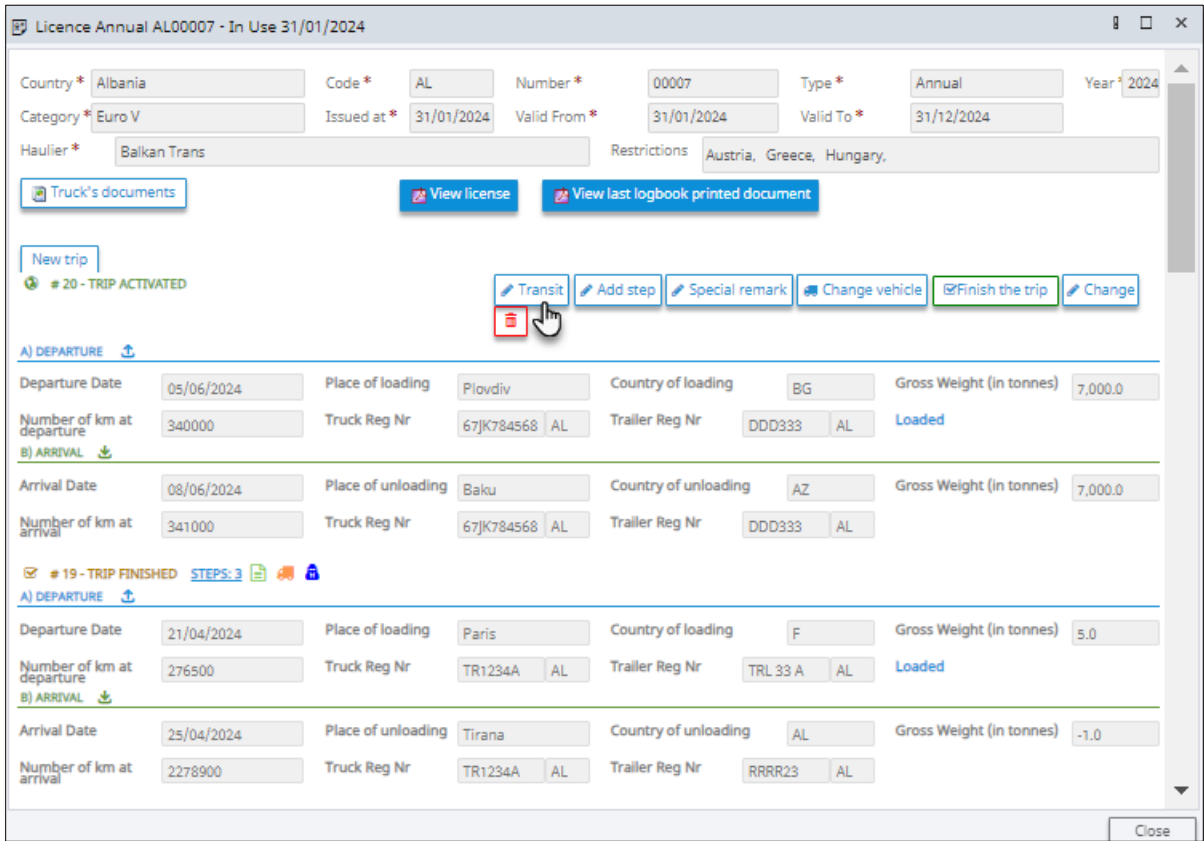 Licence Annual AL00007 - In Use 31/01/2024
Country * Albania Code * AL Number * 00007 Type * Annual Year * 2024
Category * Euro V Issued at * 31/01/2024 Valid From * 31/01/2024 Valid To * 31/12/2024
Haulier * Balkan Trans Restrictions Austria, Greece, Hungary,
Truck's documents View license View last logbook printed document
New trip
# 20 - TRIP ACTIVATED Transit Add step Special remark Change vehicle Finish the trip Change
A) DEPARTURE
Departure Date 05/06/2024 Place of loading Plovdiv Country of loading BG Gross Weight (in tonnes) 7,000.0
Number of km at departure 340000 Truck Reg Nr 67JK784568 AL Trailer Reg Nr DDD333 AL Loaded
B) ARRIVAL
Arrival Date 08/06/2024 Place of unloading Baku Country of unloading AZ Gross Weight (in tonnes) 7,000.0
Number of km at arrival 341000 Truck Reg Nr 67JK784568 AL Trailer Reg Nr DDD333 AL
# 19 - TRIP FINISHED STEPS: 3
A) DEPARTURE
Departure Date 21/04/2024 Place of loading Paris Country of loading F Gross Weight (in tonnes) 5.0
Number of km at departure 276500 Truck Reg Nr TR1234A AL Trailer Reg Nr TRL 33 A AL Loaded
B) ARRIVAL
Arrival Date 25/04/2024 Place of unloading Tirana Country of unloading AL Gross Weight (in tonnes) -1.0
Number of km at arrival 2278900 Truck Reg Nr TR1234A AL Trailer Reg Nr RRRR23 AL
Close